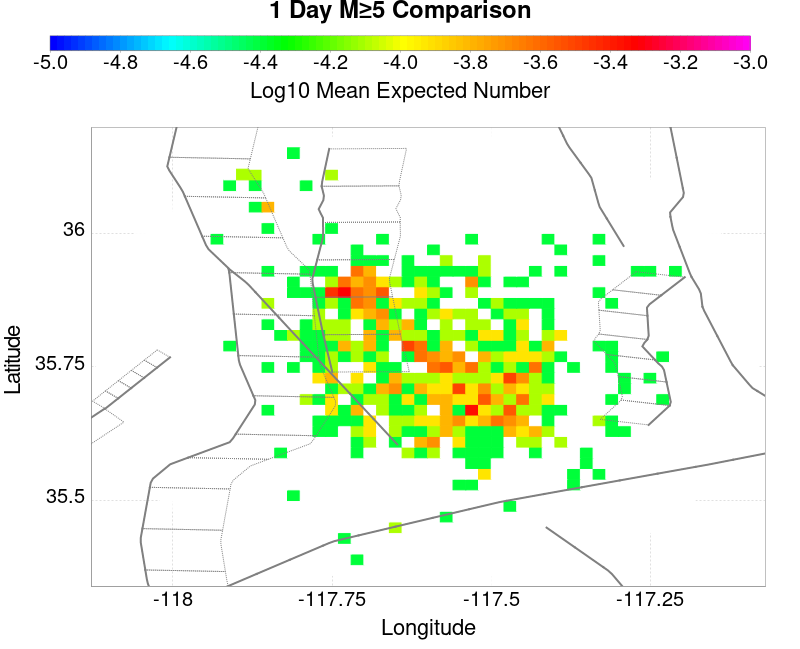 1 Day M≥5 Comparison
-5.0 -4.8 -4.6 -4.4 -4.2 -4.0 -3.8 -3.6 -3.4 -3.2 -3.0
Log10 Mean Expected Number
36
35.75
35.5
Latitude
-118 -117.75 -117.5 -117.25
Longitude